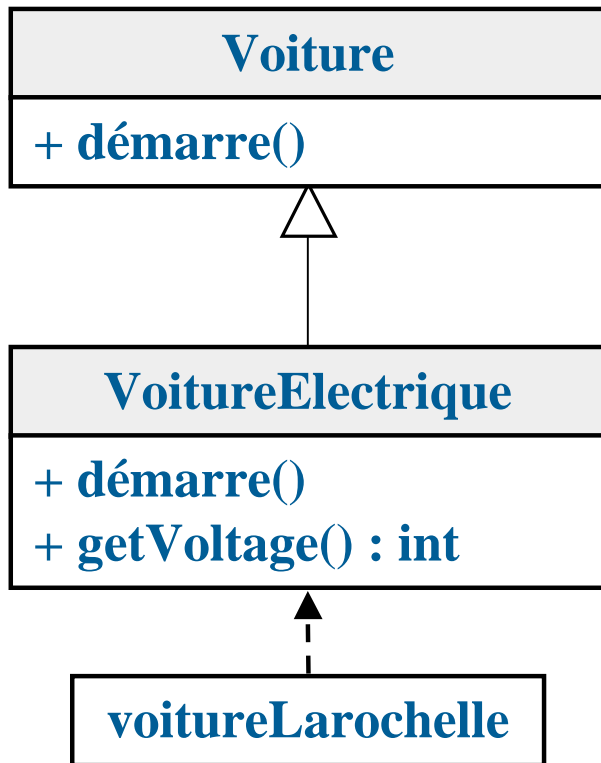 Voiture
+ démarre()
VoitureElectrique
+ démarre()
+ getVoltage() : int
voitureLarochelle